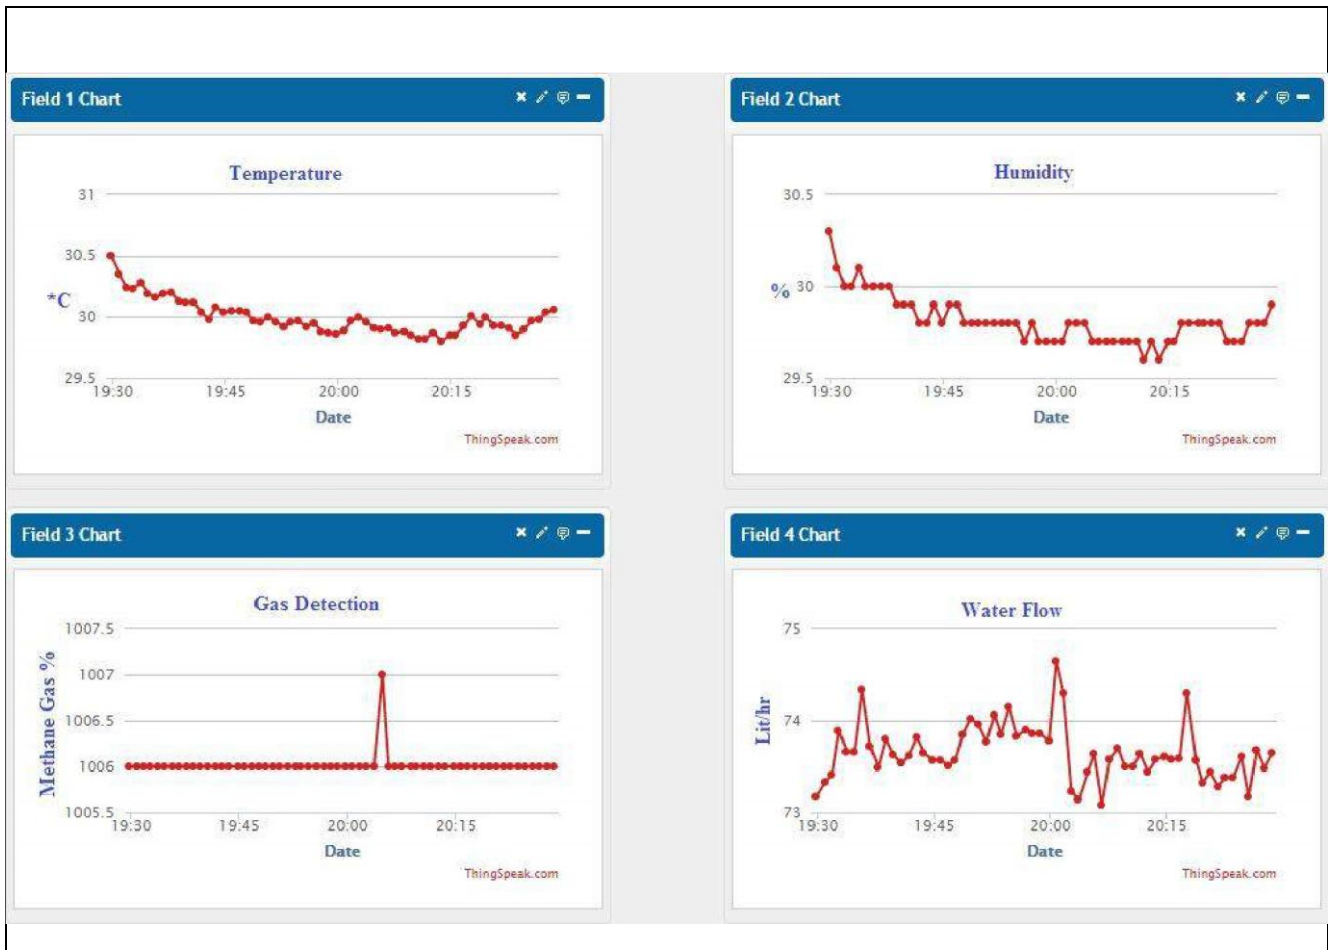 Field 1 Chart
Temperature
31
30.5
*C
30
29.5
19:30 19:45 20:00 20:15
Date
ThingSpeak.com
Field 2 Chart
Humidity
30.5
% 30
29.5
19:30 19:45 20:00 20:15
Date
ThingSpeak.com
Field 3 Chart
Gas Detection
1007.5
Methane Gas %
1007
1006.5
1006
1005.5
19:30 19:45 20:00 20:15
Date
ThingSpeak.com
Field 4 Chart
Water Flow
75
Lit/hr
74
73
19:30 19:45 20:00 20:15
Date
ThingSpeak.com